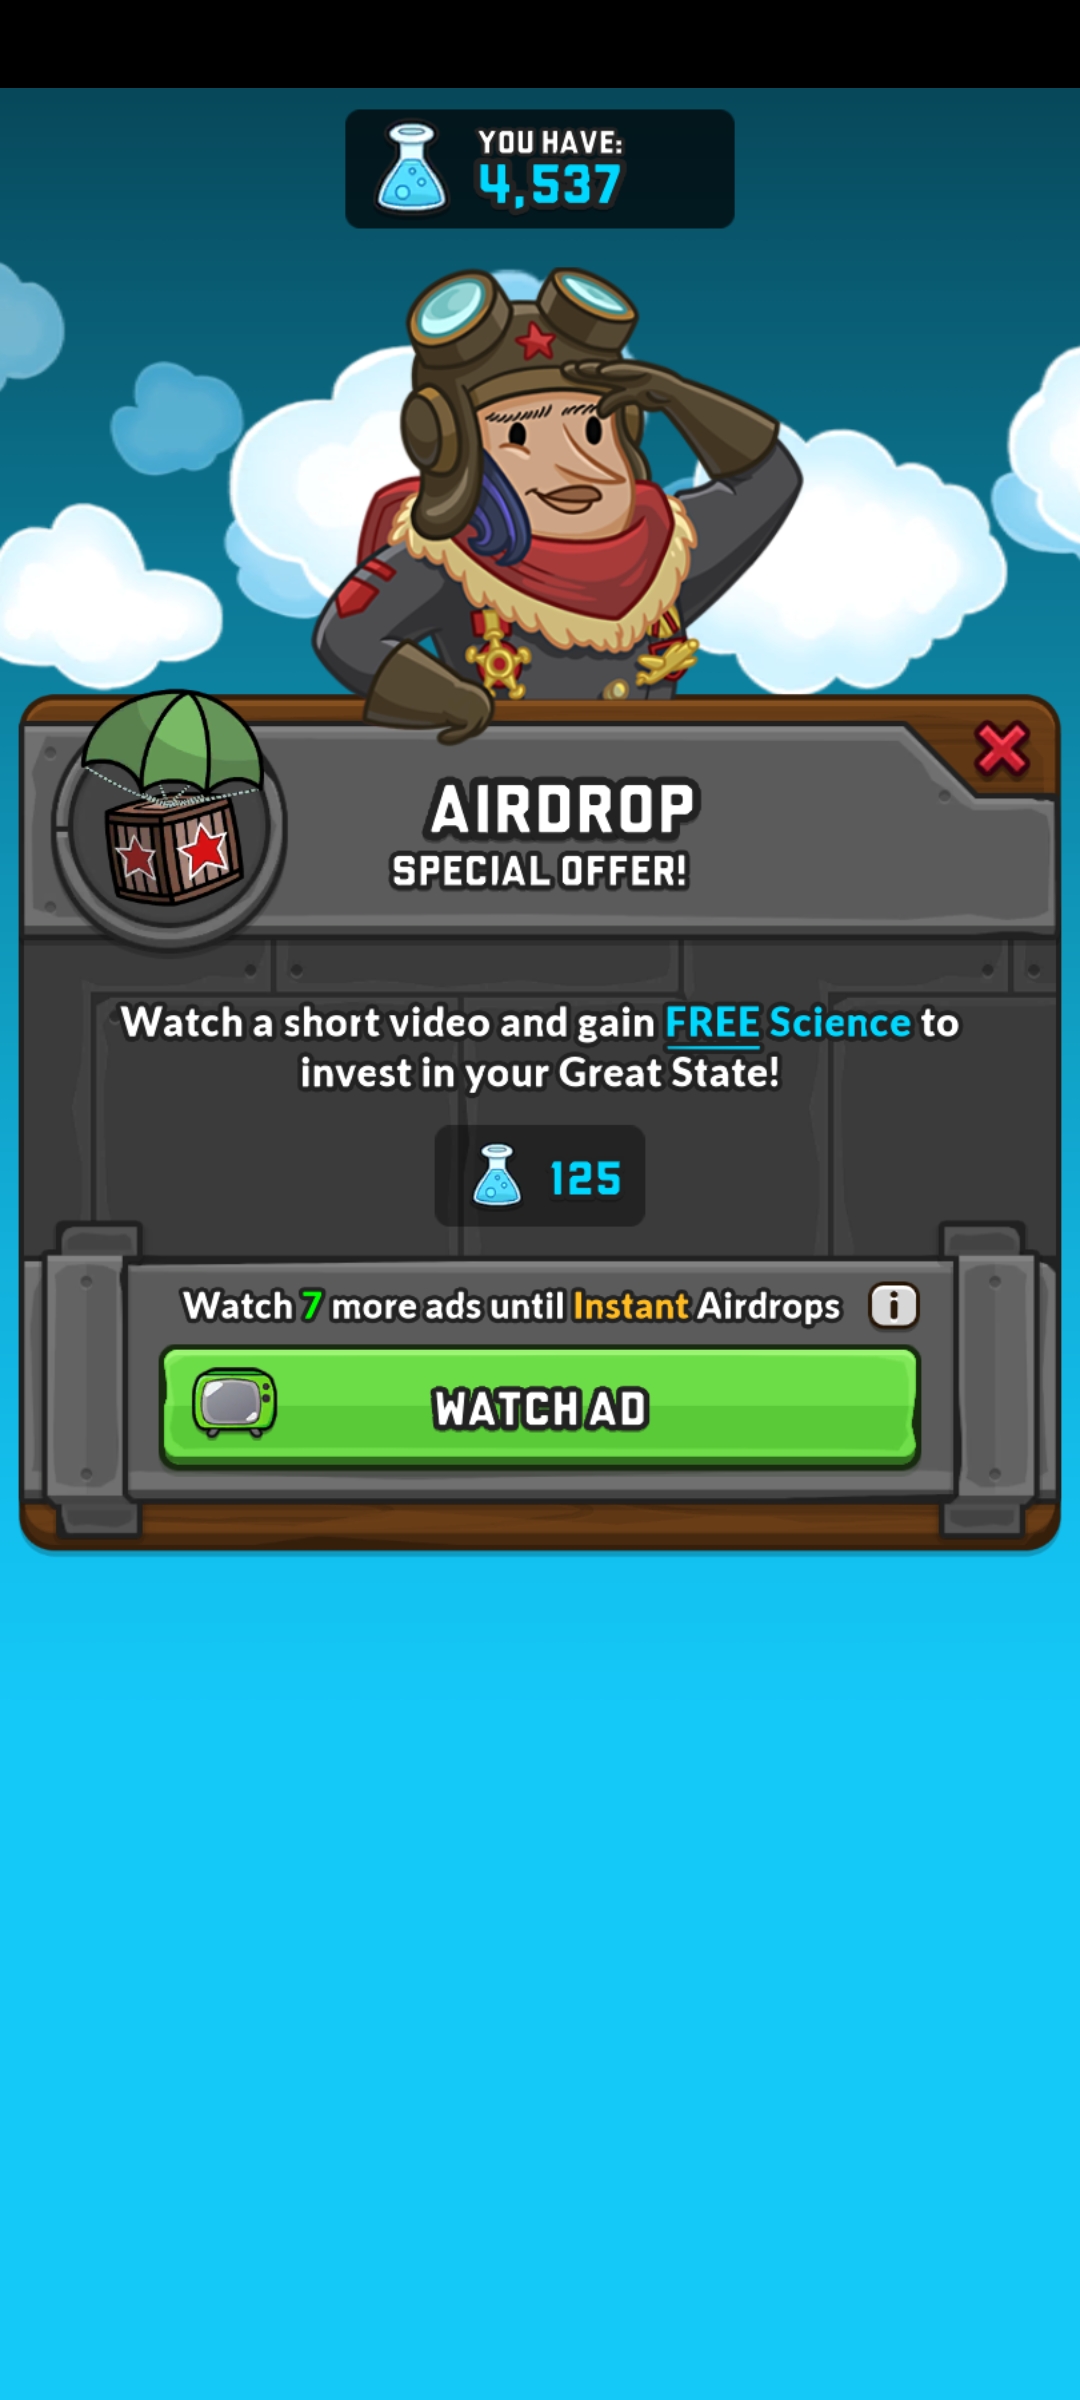 YOU HAVE:
4,537
AIRDROP
SPECIAL OFFER!
Watch a short video and gain FREE Science to
invest in your Great State!
125
Watch 7 more ads until Instant Airdrops
WATCH AD